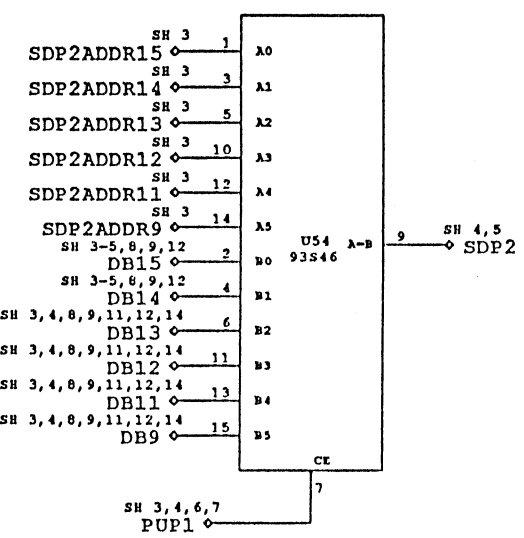 SH 3
SDP2ADDR15 1 A0
SH 3
SDP2ADDR14 3 A1
SH 3
SDP2ADDR13 5 A2
SH 3
SDP2ADDR12 10 A3
SH 3
SDP2ADDR11 12 A4
SH 3
SDP2ADDR9 14 A5
SH 3-5,8,9,12
DB15 2 B0
SH 3-5,8,9,12
DB14 4 B1
SH 3,4,8,9,11,12,14
DB13 6 B2
SH 3,4,8,9,11,12,14
DB12 11 B3
SH 3,4,8,9,11,12,14
DB11 13 B4
SH 3,4,8,9,11,12,14
DB9 15 B5
U54
93S46
A=B 9
SH 4,5
SDP2
CE
7
SH 3,4,6,7
PUP1